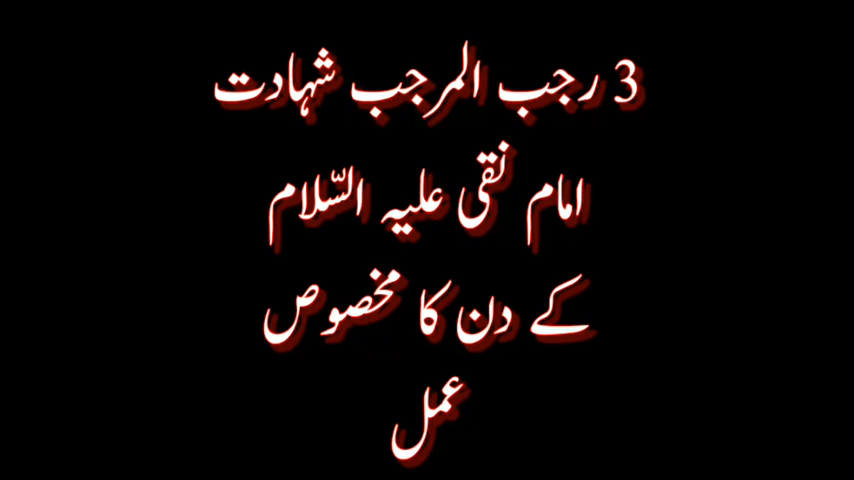 3 رجب المرجب شہادت
امام نقی علیہ السّلام
کے دن کا مخصوص
عمل